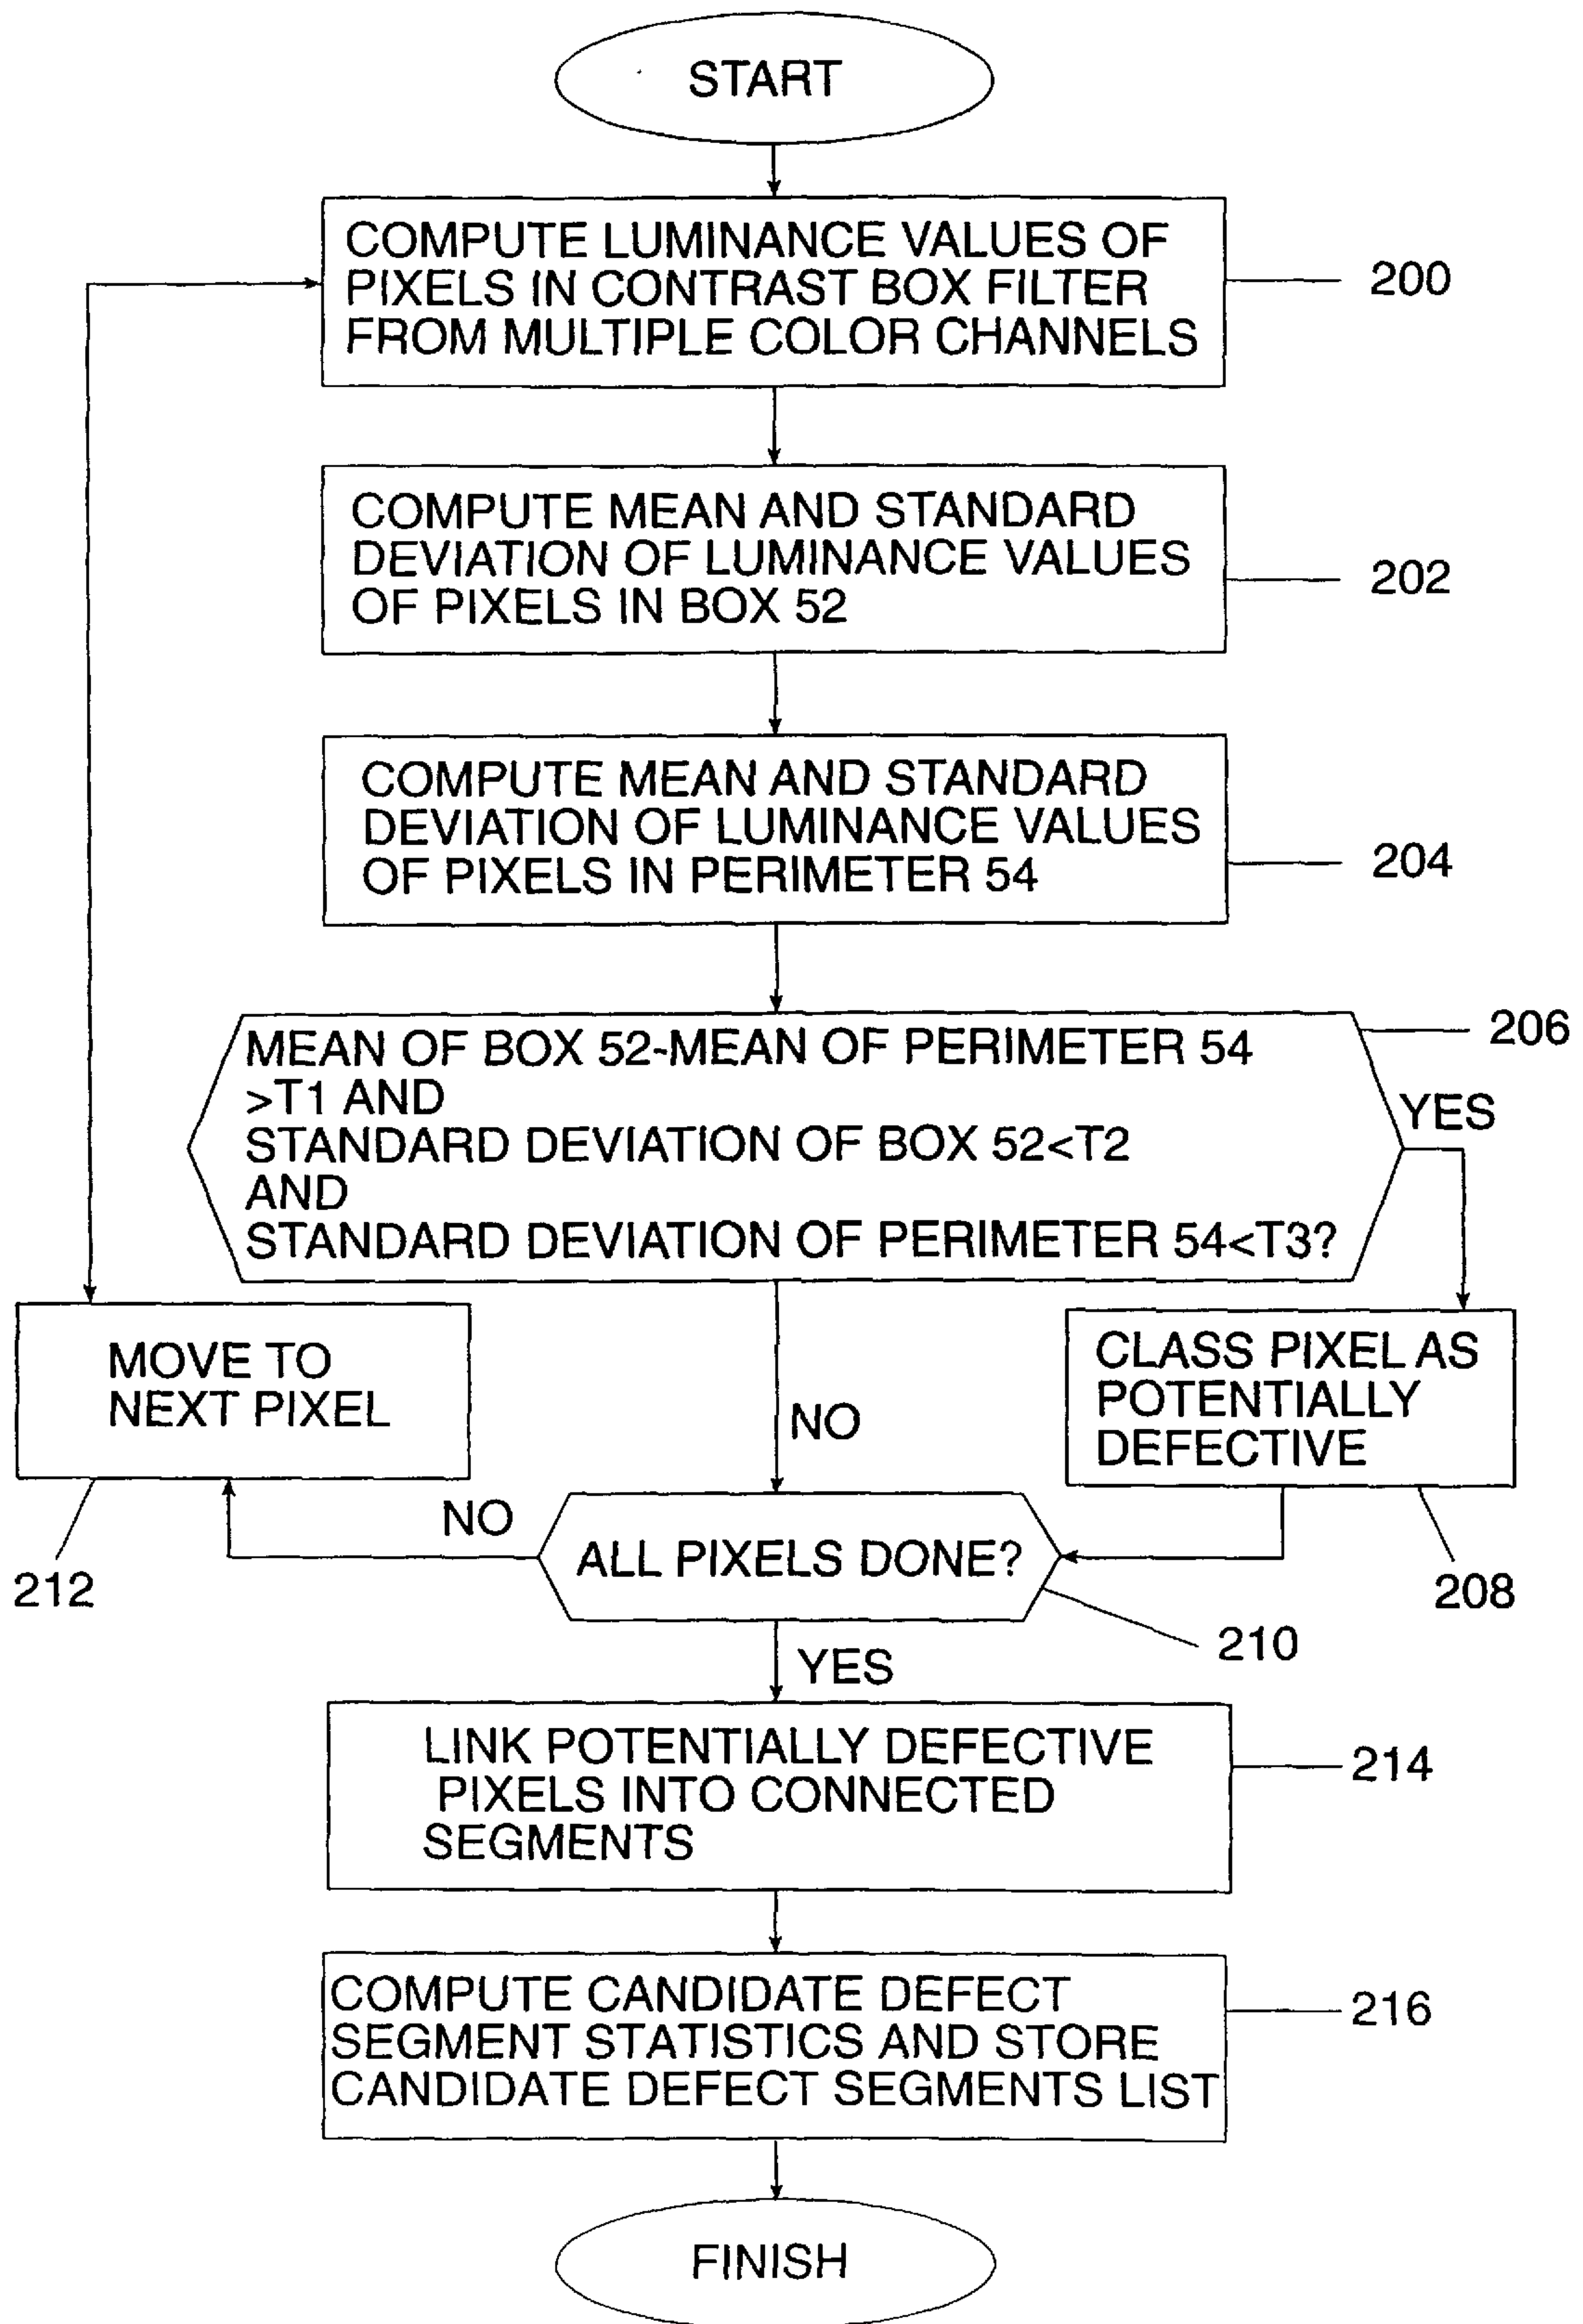 START
COMPUTE LUMINANCE VALUES OF
PIXELS IN CONTRAST BOX FILTER
FROM MULTIPLE COLOR CHANNELS
200
COMPUTE MEAN AND STANDARD
DEVIATION OF LUMINANCE VALUES
OF PIXELS IN BOX 52
202
COMPUTE MEAN AND STANDARD
DEVIATION OF LUMINANCE VALUES
OF PIXELS IN PERIMETER 54
204
MEAN OF BOX 52-MEAN OF PERIMETER 54
>T1 AND
STANDARD DEVIATION OF BOX 52<T2
AND
STANDARD DEVIATION OF PERIMETER 54<T3?
206
YES
MOVE TO
NEXT PIXEL
212
NO
CLASS PIXEL AS
POTENTIALLY
DEFECTIVE
208
NO
ALL PIXELS DONE?
210
YES
LINK POTENTIALLY DEFECTIVE
PIXELS INTO CONNECTED
SEGMENTS
214
COMPUTE CANDIDATE DEFECT
SEGMENT STATISTICS AND STORE
CANDIDATE DEFECT SEGMENTS LIST
216
FINISH